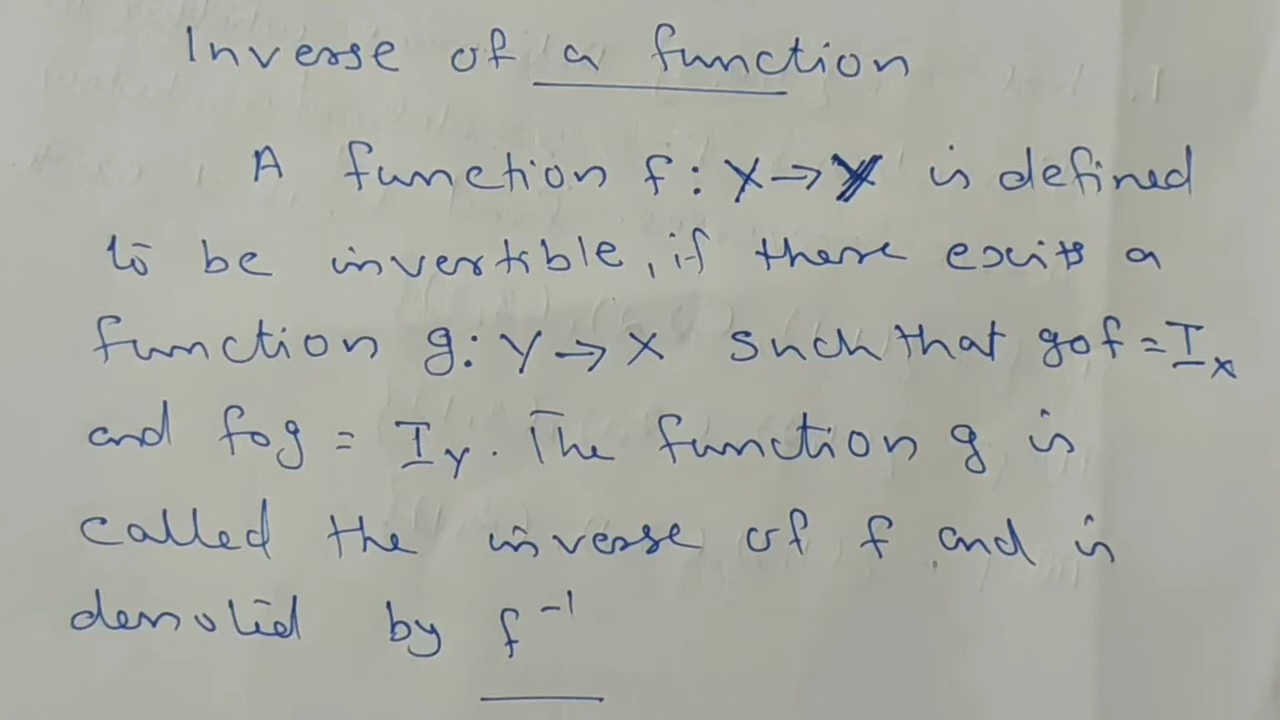 Inverse of a function
A function f : X → Y is defined
to be invertible, if there exits a
function g : Y → X such that gof = I_X
and fog = I_Y. The function g is
called the inverse of f and is
denoted by f⁻¹